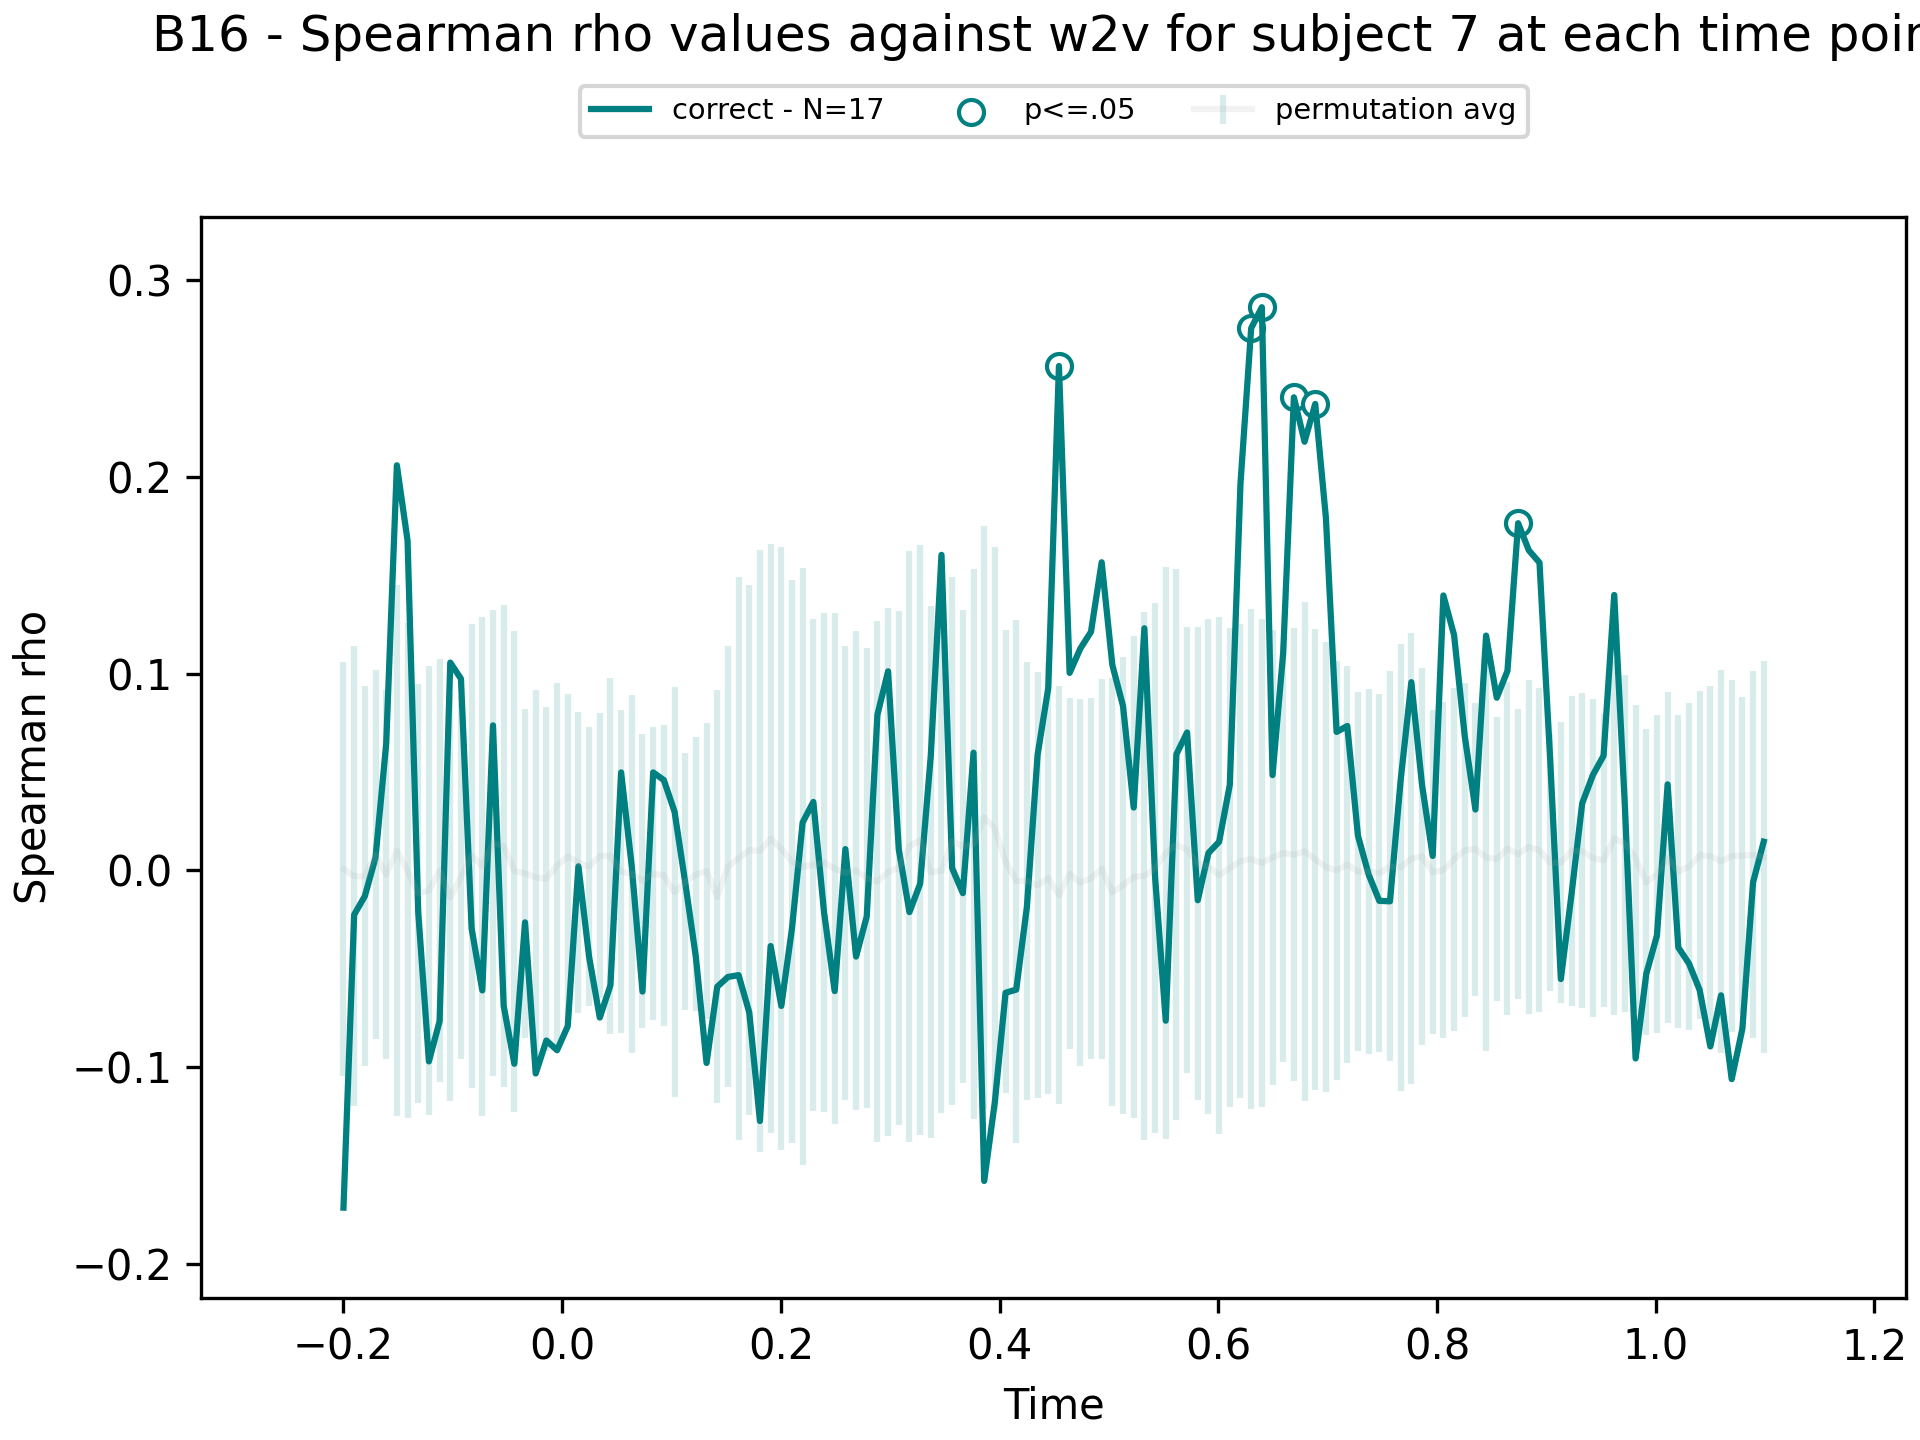 B16 - Spearman rho values against w2v for subject 7 at each time poin
correct - N=17 p<=.05 permutation avg
0.3
0.2
0.1
0.0
−0.1
−0.2
Spearman rho
−0.2 0.0 0.2 0.4 0.6 0.8 1.0 1.2
Time